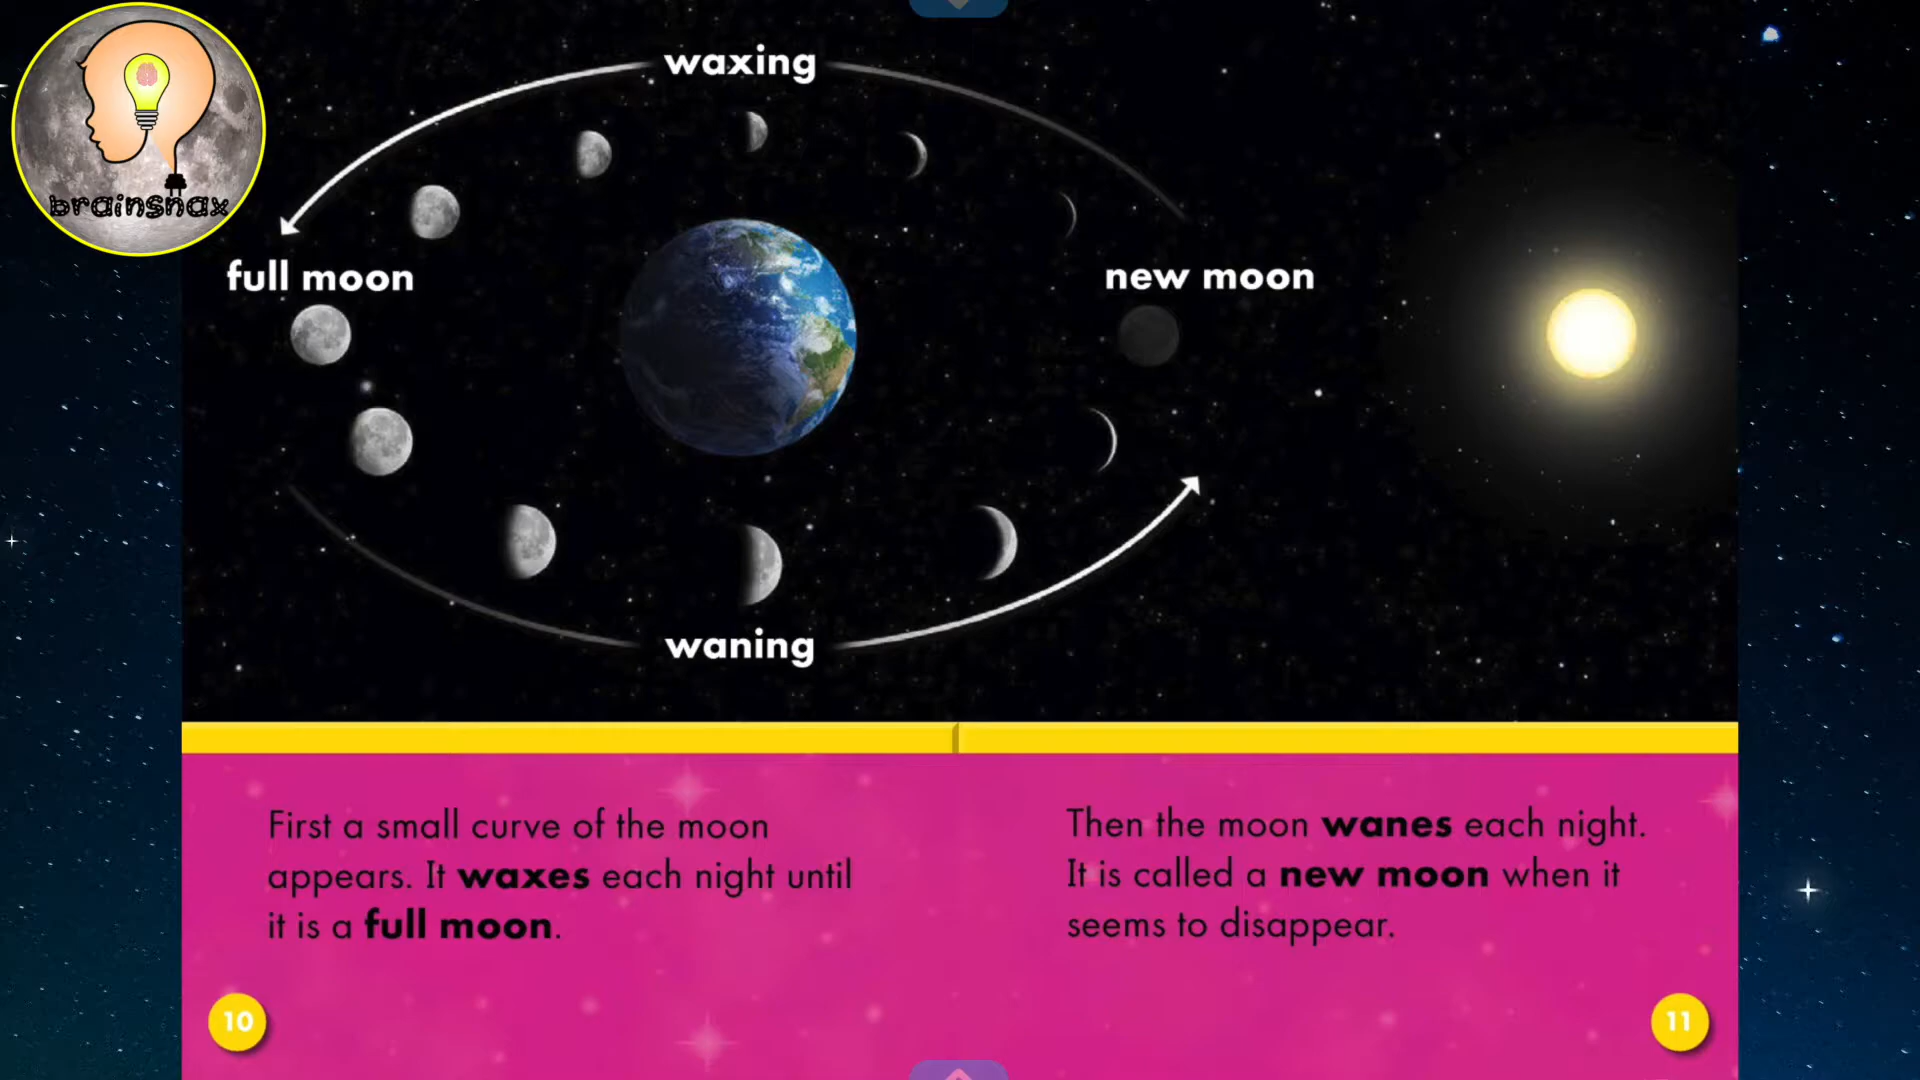 brainsnax
waxing
full moon
new moon
waning
First a small curve of the moon
appears. It waxes each night until
it is a full moon.
Then the moon wanes each night.
It is called a new moon when it
seems to disappear.
10
11